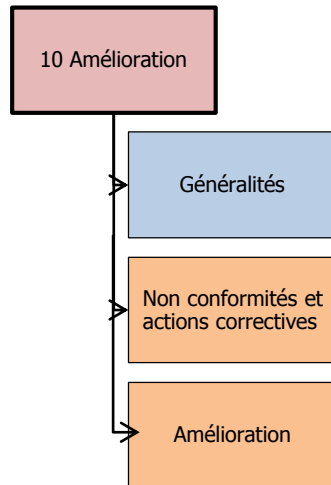 10 Amélioration
Généralités
Non conformités et
actions correctives
Amélioration